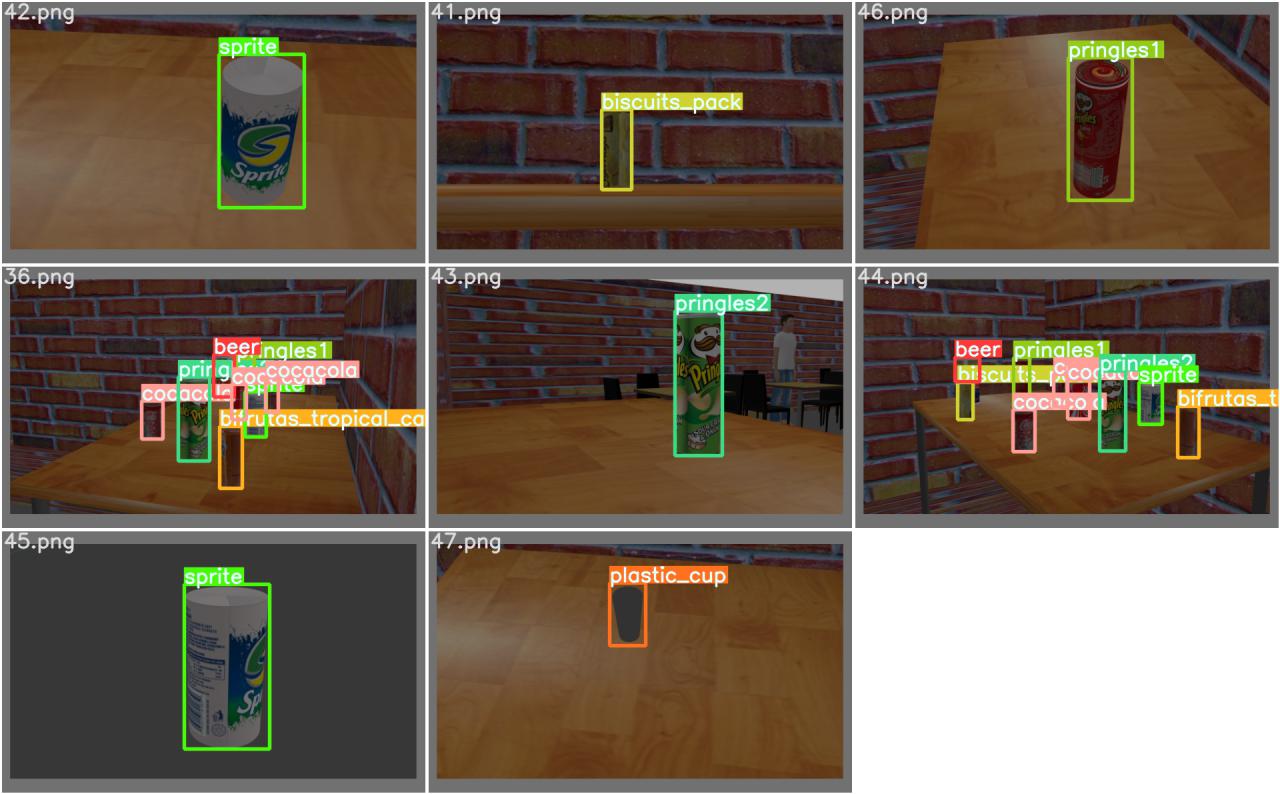 42.png
sprite
Sprite
41.png
biscuits_pack
46.png
pringles1
36.png
beer
pringles1
cocacola
sprite
bifrutas_tropical_ca
43.png
pringles2
44.png
beer
pringles1
pringles2
sprite
cocacola
bifrutas_t
45.png
sprite
47.png
plastic_cup